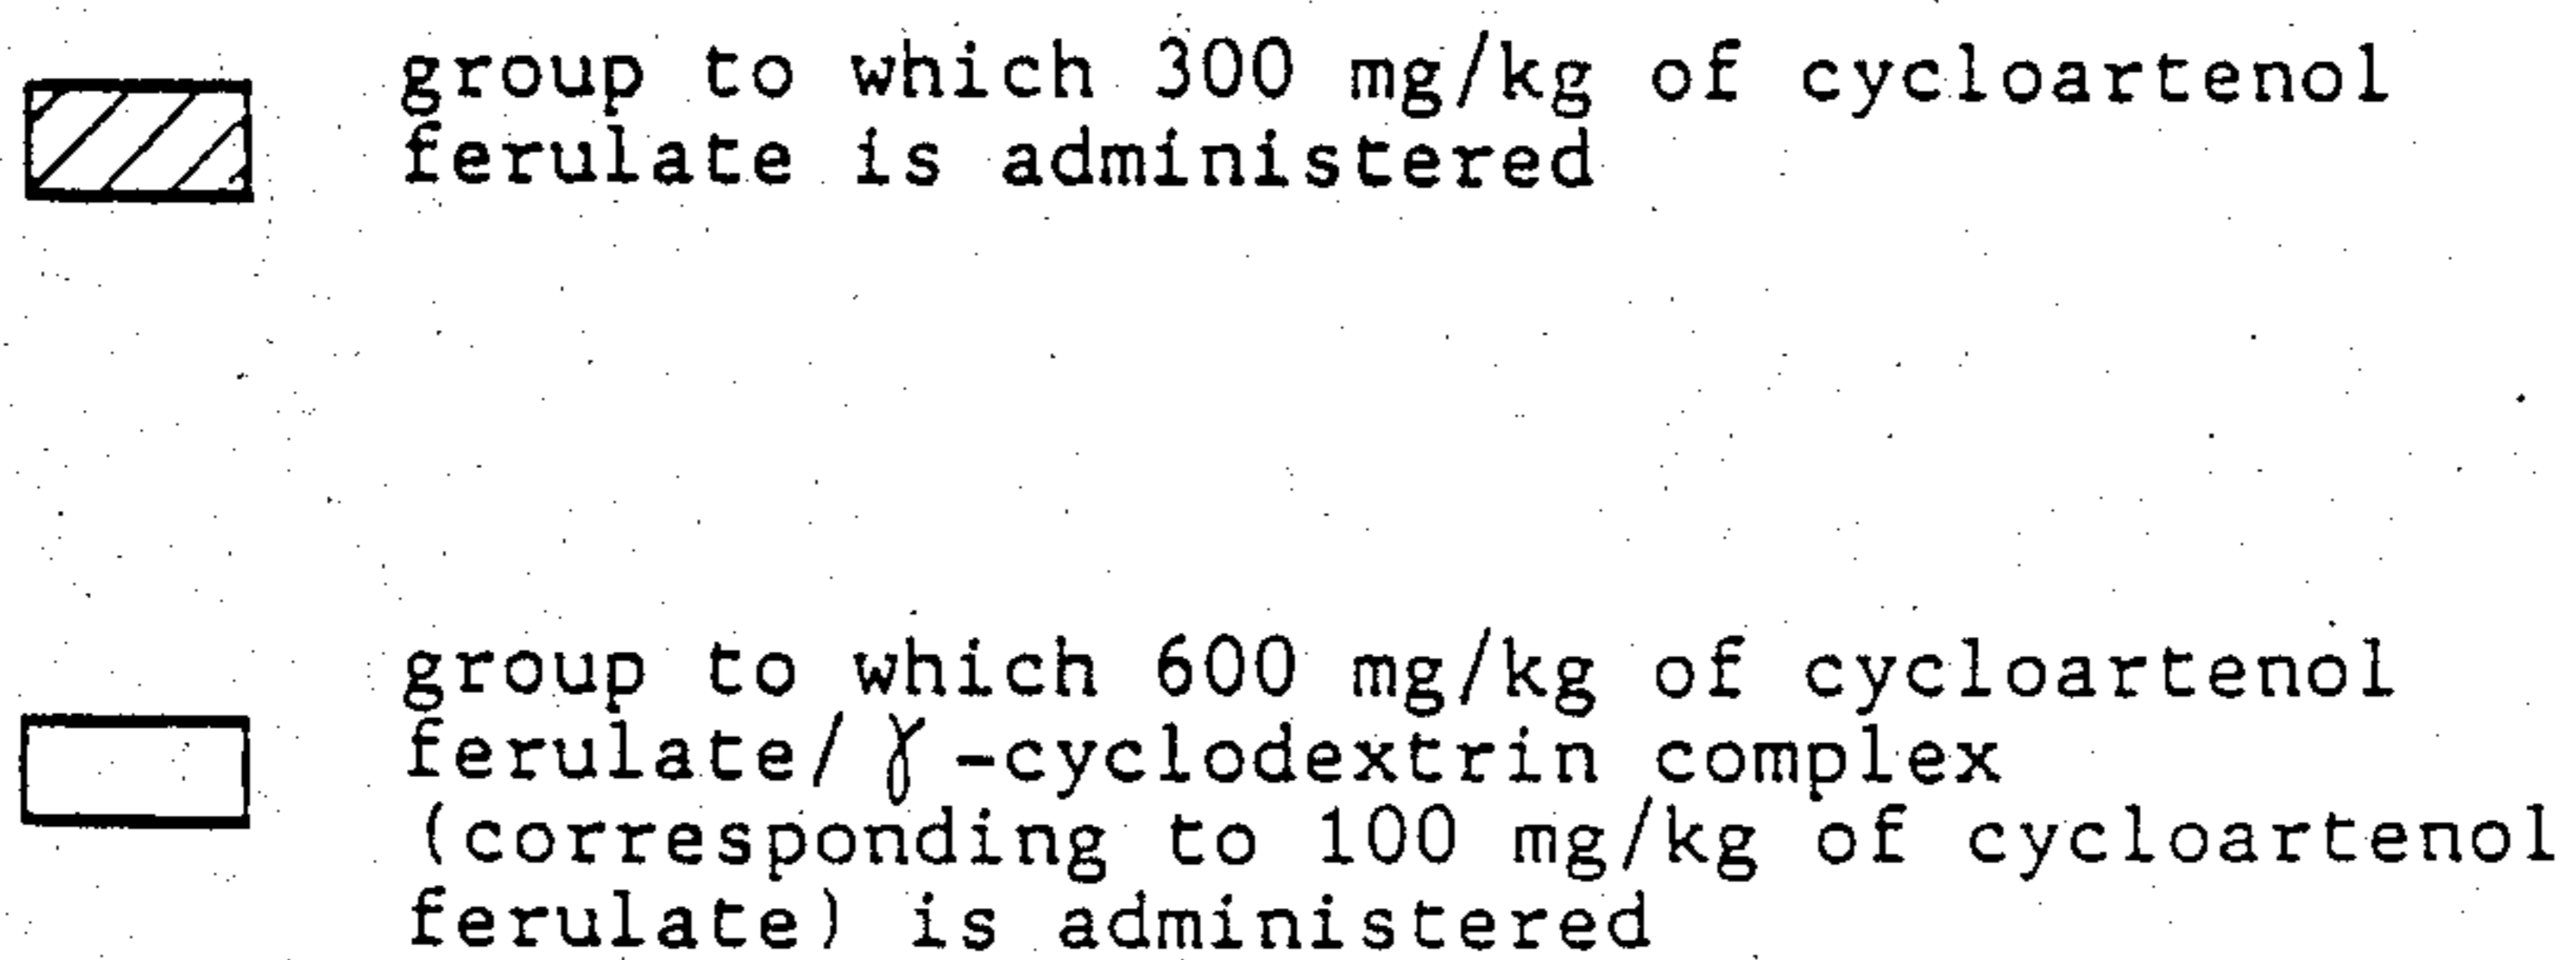 group to which 300 mg/kg of cycloartenol
ferulate is administered
group to which 600 mg/kg of cycloartenol
ferulate/γ-cyclodextrin complex
(corresponding to 100 mg/kg of cycloartenol
ferulate) is administered